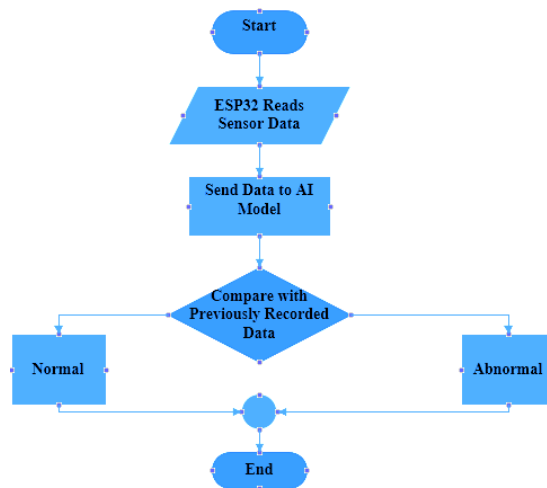 Start
ESP32 Reads
Sensor Data
Send Data to AI
Model
Compare with
Previously Recorded
Data
Normal
Abnormal
End